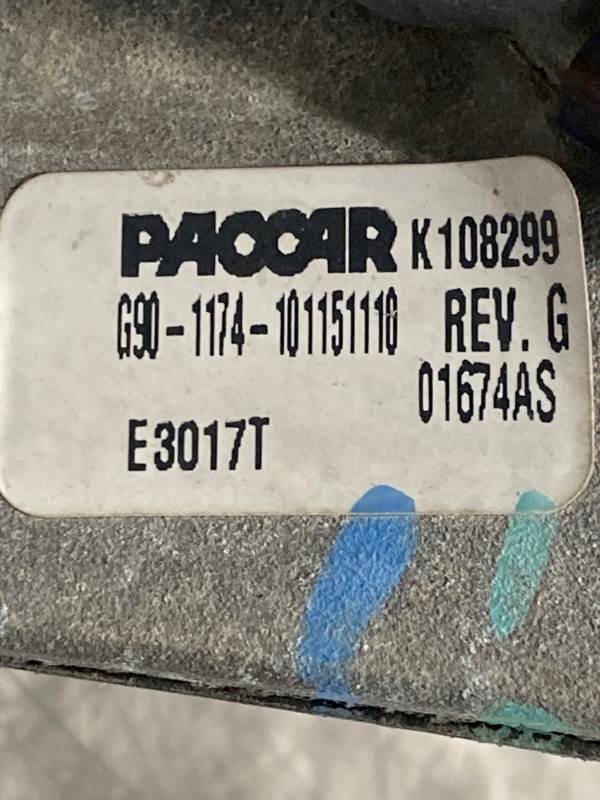 PACCAR K108299
G90-1174-101151110 REV. G
01674AS
E3017T